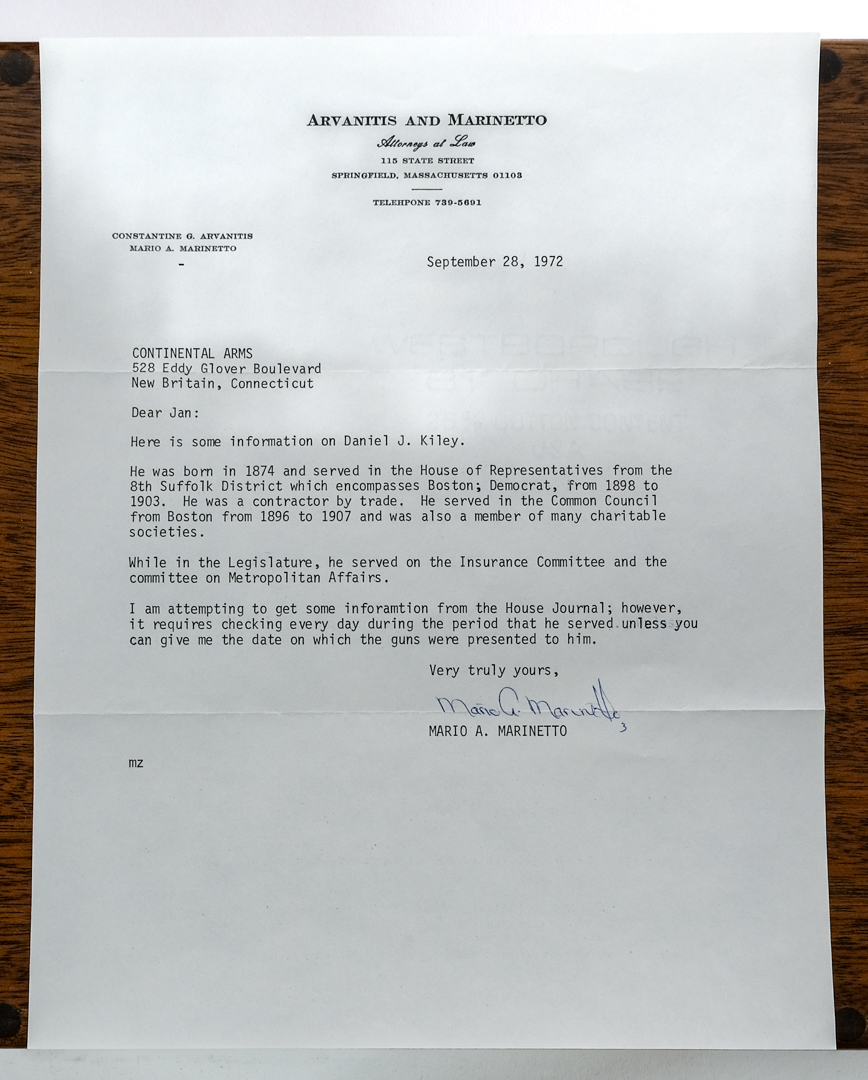 ARVANITIS AND MARINETTO
Attorneys at Law
115 STATE STREET
SPRINGFIELD, MASSACHUSETTS 01103
TELEHPONE 739-5691
CONSTANTINE G. ARVANITIS
MARIO A. MARINETTO
September 28, 1972
CONTINENTAL ARMS
528 Eddy Glover Boulevard
New Britain, Connecticut
Dear Jan:
Here is some information on Daniel J. Kiley.
He was born in 1874 and served in the House of Representatives from the
8th Suffolk District which encompasses Boston; Democrat, from 1898 to
1903. He was a contractor by trade. He served in the Common Council
from Boston from 1896 to 1907 and was also a member of many charitable
societies.
While in the Legislature, he served on the Insurance Committee and the
committee on Metropolitan Affairs.
I am attempting to get some inforamtion from the House Journal; however,
it requires checking every day during the period that he served unless you
can give me the date on which the guns were presented to him.
Very truly yours,
Mario A. Marinetto
MARIO A. MARINETTO
mz